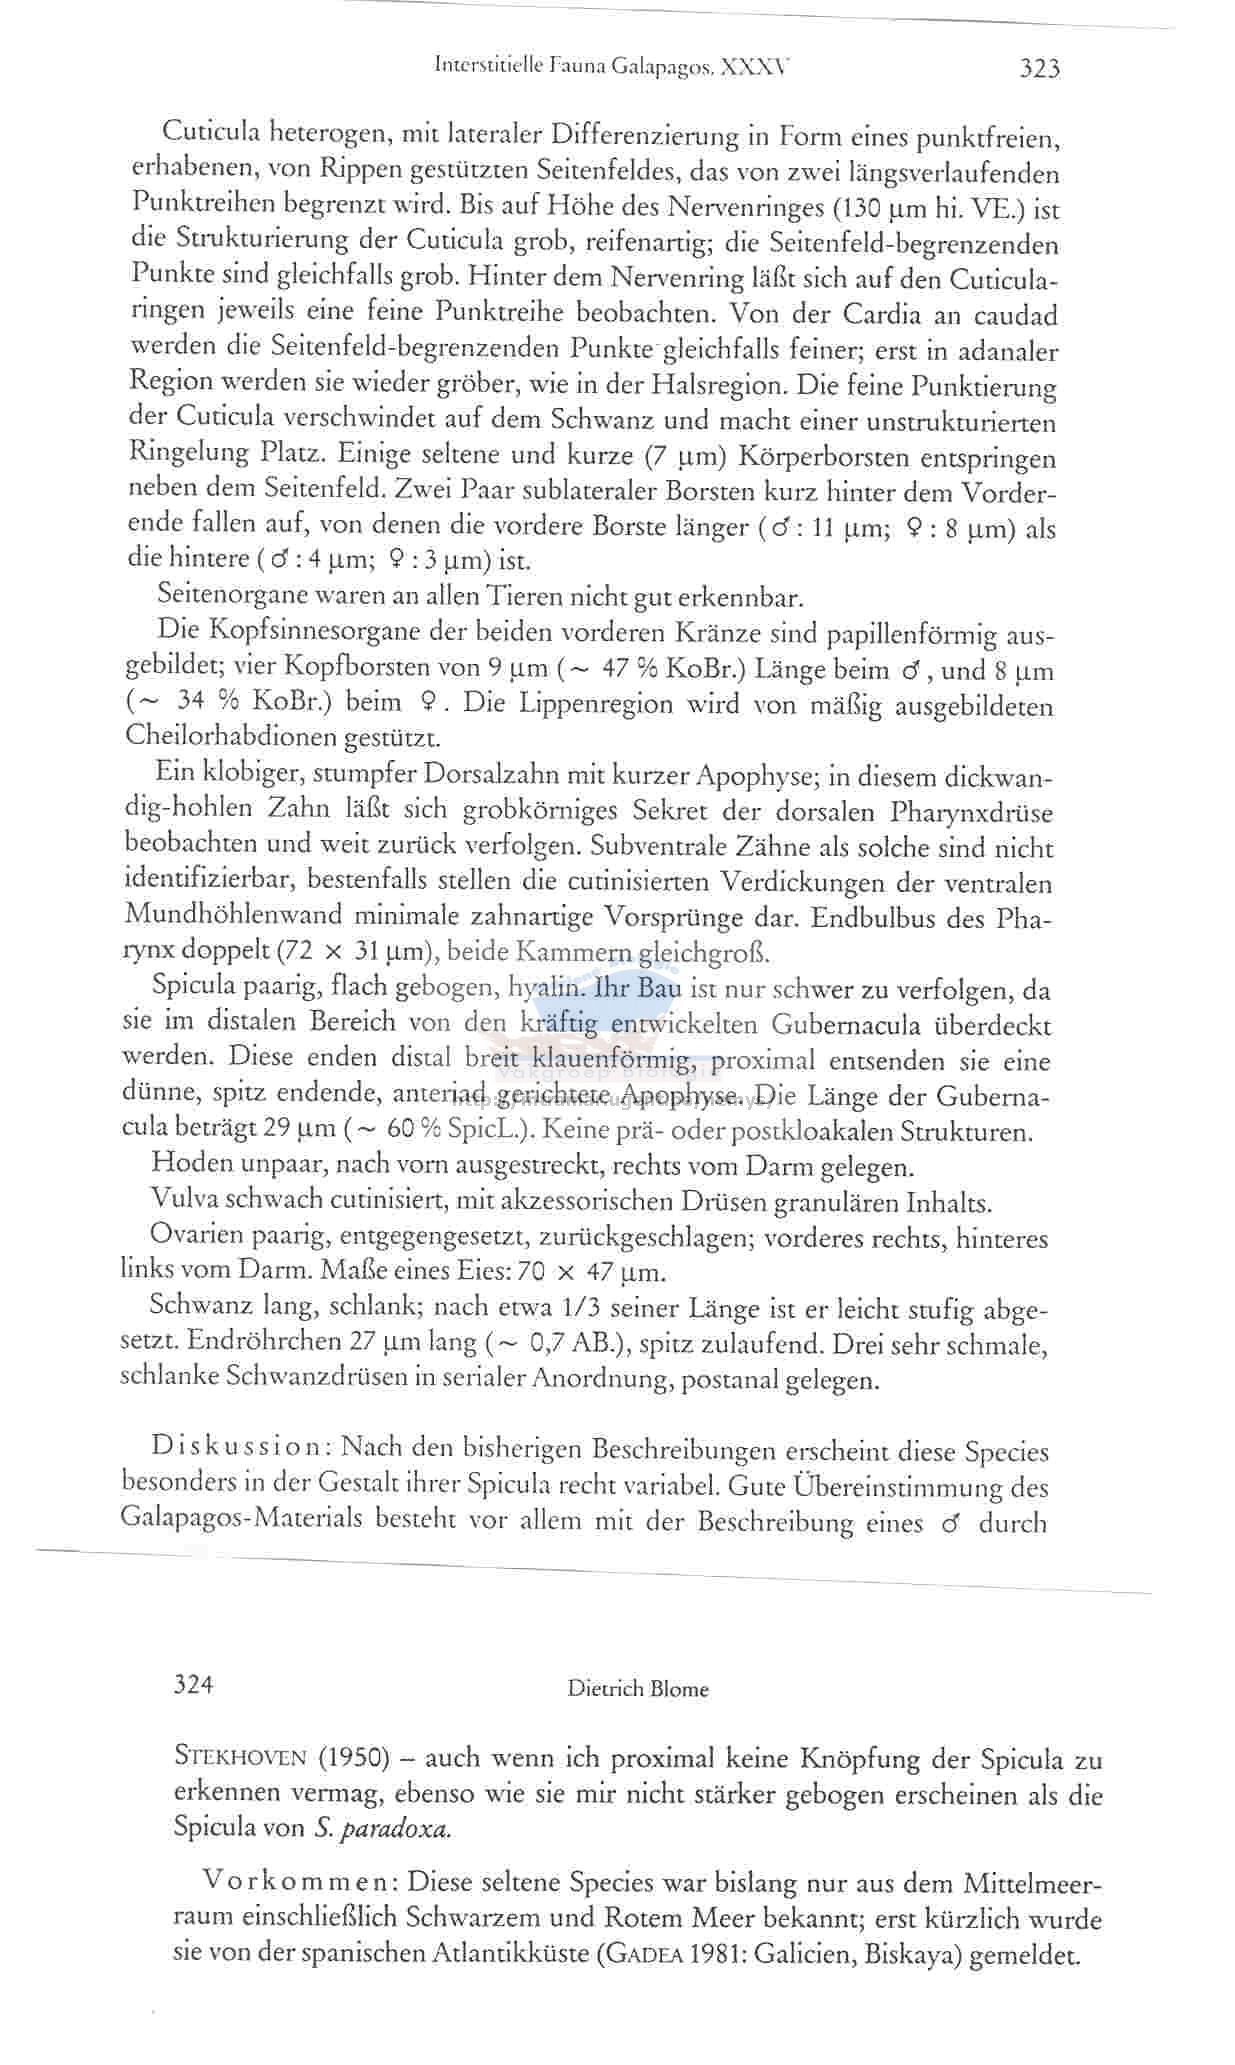 Interstitielle Fauna Galapagos. XXXV
323
Cuticula heterogen, mit lateraler Differenzierung in Form eines punktfreien,
erhabenen, von Rippen gestützten Seitenfeldes, das von zwei längsverlaufenden
Punktreihen begrenzt wird. Bis auf Höhe des Nervenringes (130 µm hi. VE.) ist
die Strukturierung der Cuticula grob, reifenartig; die Seitenfeld-begrenzenden
Punkte sind gleichfalls grob. Hinter dem Nervenring läßt sich auf den Cuticula-
ringen jeweils eine feine Punktreihe beobachten. Von der Cardia an caudad
werden die Seitenfeld-begrenzenden Punkte gleichfalls feiner; erst in adanaler
Region werden sie wieder gröber, wie in der Halsregion. Die feine Punktierung
der Cuticula verschwindet auf dem Schwanz und macht einer unstrukturierten
Ringelung Platz. Einige seltene und kurze (7 µm) Körperborsten entspringen
neben dem Seitenfeld. Zwei Paar sublateraler Borsten kurz hinter dem Vorder-
ende fallen auf, von denen die vordere Borste länger (♂ : 11 µm; ♀ : 8 µm) als
die hintere (♂ : 4 µm; ♀ : 3 µm) ist.
Seitenorgane waren an allen Tieren nicht gut erkennbar.
Die Kopfsinnesorgane der beiden vorderen Kränze sind papillenförmig aus-
gebildet; vier Kopfborsten von 9 µm (~ 47 % KoBr.) Länge beim ♂, und 8 µm
(~ 34 % KoBr.) beim ♀. Die Lippenregion wird von mäßig ausgebildeten
Cheilorhabdionen gestützt.
Ein klobiger, stumpfer Dorsalzahn mit kurzer Apophyse; in diesem dickwan-
dig-hohlen Zahn läßt sich grobkörniges Sekret der dorsalen Pharynxdrüse
beobachten und weit zurück verfolgen. Subventrale Zähne als solche sind nicht
identifizierbar, bestenfalls stellen die cutinisierten Verdickungen der ventralen
Mundhöhlenwand minimale zahnartige Vorsprünge dar. Endbulbus des Pha-
rynx doppelt (72 × 31 µm), beide Kammern gleichgroß.
Spicula paarig, flach gebogen, hyalin. Ihr Bau ist nur schwer zu verfolgen, da
sie im distalen Bereich von den kräftig entwickelten Gubernacula überdeckt
werden. Diese enden distal breit klauenförmig, proximal entsenden sie eine
dünne, spitz endende, anteriad gerichtete Apophyse. Die Länge der Guberna-
cula beträgt 29 µm (~ 60 % SpicL.). Keine prä- oder postkloakalen Strukturen.
Hoden unpaar, nach vorn ausgestreckt, rechts vom Darm gelegen.
Vulva schwach cutinisiert, mit akzessorischen Drüsen granulären Inhalts.
Ovarien paarig, entgegengesetzt, zurückgeschlagen; vorderes rechts, hinteres
links vom Darm. Maße eines Eies: 70 × 47 µm.
Schwanz lang, schlank; nach etwa 1/3 seiner Länge ist er leicht stufig abge-
setzt. Endröhrchen 27 µm lang (~ 0,7 AB.), spitz zulaufend. Drei sehr schmale,
schlanke Schwanzdrüsen in serialer Anordnung, postanal gelegen.
Diskussion: Nach den bisherigen Beschreibungen erscheint diese Species
besonders in der Gestalt ihrer Spicula recht variabel. Gute Übereinstimmung des
Galapagos-Materials besteht vor allem mit der Beschreibung eines ♂ durch
324
Dietrich Blome
STEKHOVEN (1950) – auch wenn ich proximal keine Knöpfung der Spicula zu
erkennen vermag, ebenso wie sie mir nicht stärker gebogen erscheinen als die
Spicula von S. paradoxa.
Vorkommen: Diese seltene Species war bislang nur aus dem Mittelmeer-
raum einschließlich Schwarzem und Rotem Meer bekannt; erst kürzlich wurde
sie von der spanischen Atlantikküste (GADEA 1981: Galicien, Biskaya) gemeldet.